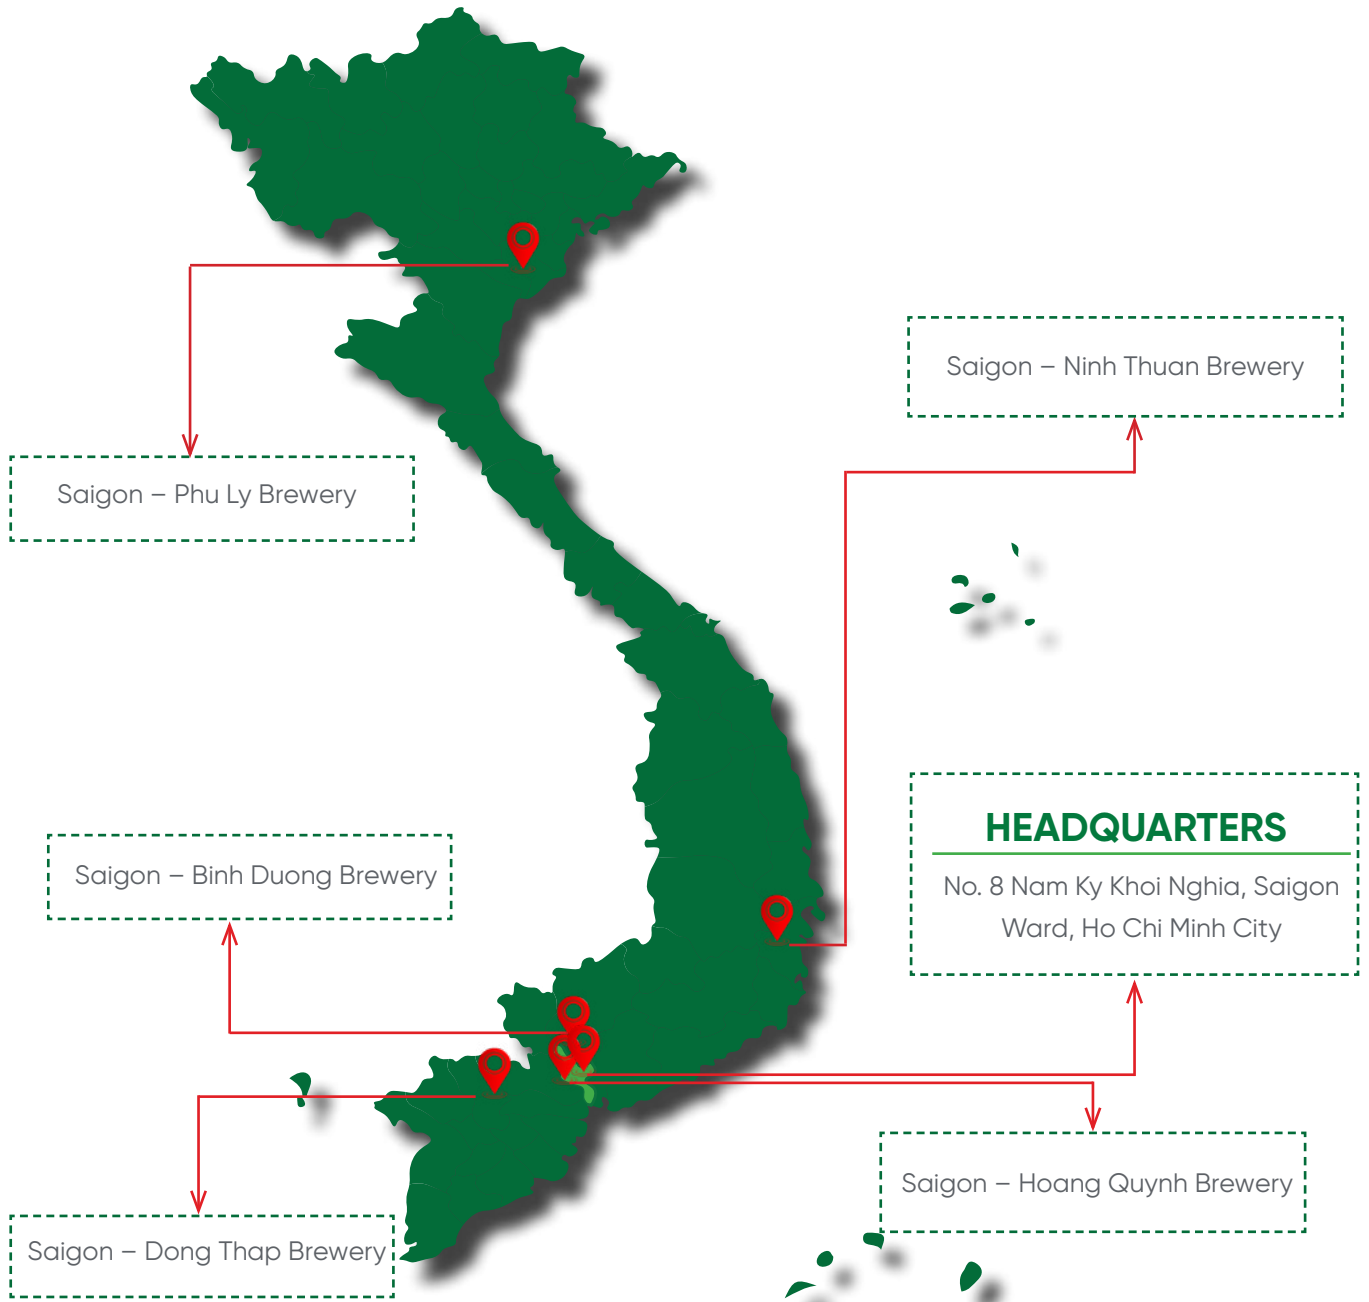 Saigon – Ninh Thuan Brewery
Saigon – Phu Ly Brewery
HEADQUARTERS
No. 8 Nam Ky Khoi Nghia, Saigon
Ward, Ho Chi Minh City
Saigon – Binh Duong Brewery
Saigon – Hoang Quynh Brewery
Saigon – Dong Thap Brewery